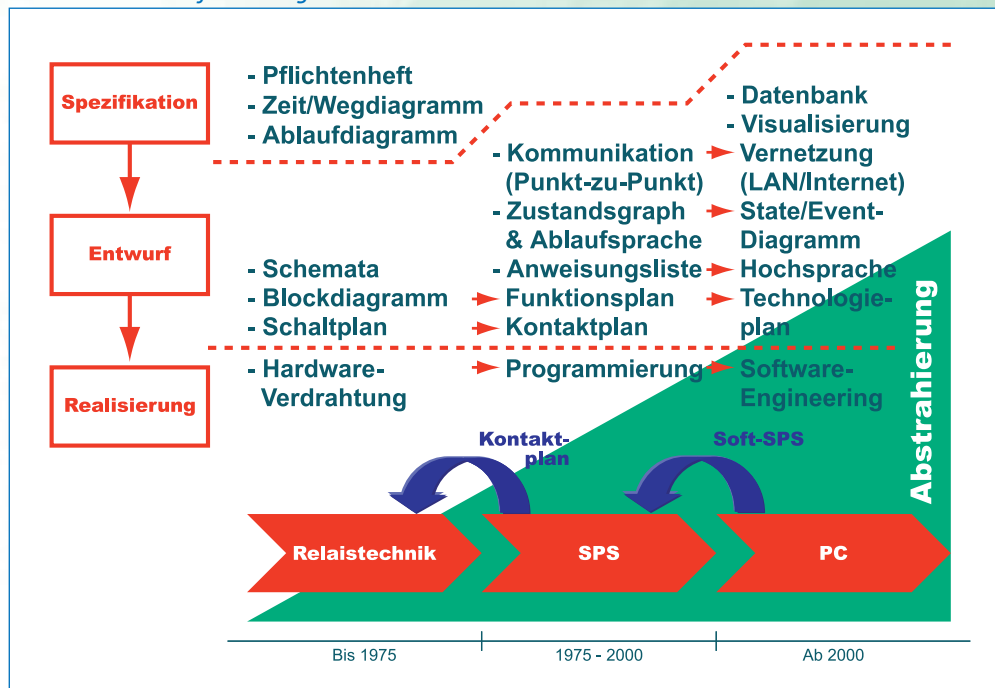 Spezifikation
Entwurf
Realisierung
- Pflichtenheft
- Zeit/Wegdiagramm
- Ablaufdiagramm
- Schemata
- Blockdiagramm
- Schaltplan
- Hardware-
Verdrahtung
- Kommunikation
(Punkt-zu-Punkt)
- Zustandsgraph
& Ablaufsprache
- Anweisungsliste
Funktionsplan
Kontaktplan
Programmierung
- Datenbank
- Visualisierung
Vernetzung
(LAN/Internet)
State/Event-
Diagramm
Hochsprache
Technologie-
plan
Software-
Engineering
Abstrahierung
Kontakt-
plan
Soft-SPS
Relaistechnik
SPS
PC
Bis 1975
1975 - 2000
Ab 2000